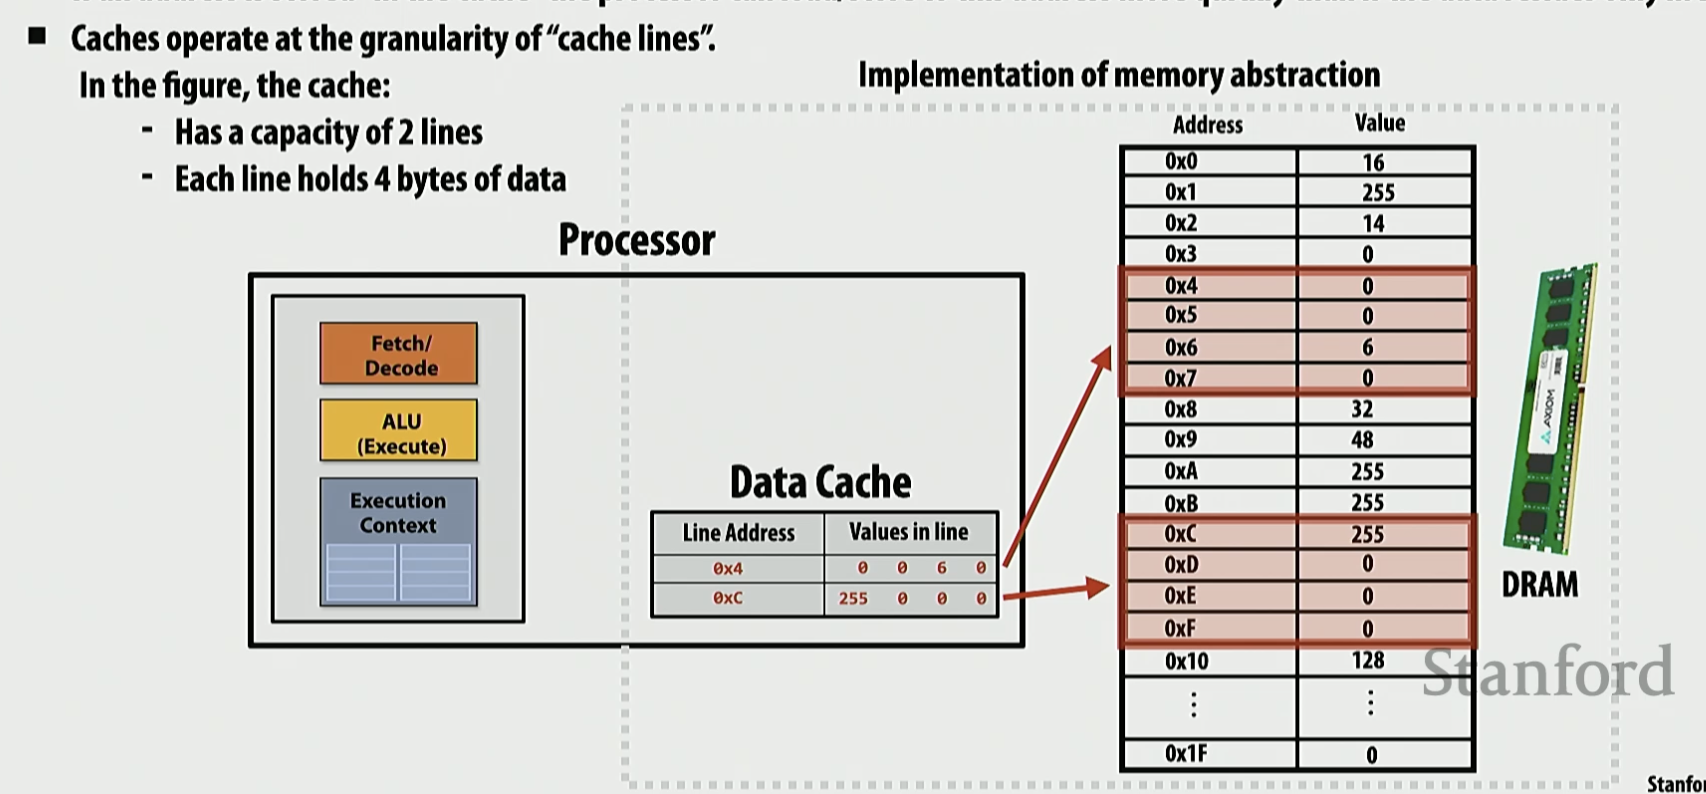 ■ Caches operate at the granularity of “cache lines”.
In the figure, the cache:
- Has a capacity of 2 lines
- Each line holds 4 bytes of data
Implementation of memory abstraction
Processor
Fetch/
Decode
ALU
(Execute)
Execution
Context
Data Cache
Line Address Values in line
0x4 0 0 6 0
0xC 255 0 0 0
Address Value
0x0 16
0x1 255
0x2 14
0x3 0
0x4 0
0x5 0
0x6 6
0x7 0
0x8 32
0x9 48
0xA 255
0xB 255
0xC 255
0xD 0
0xE 0
0xF 0
0x10 128
⋮ ⋮
0x1F 0
AXIOM
DRAM
Stanford